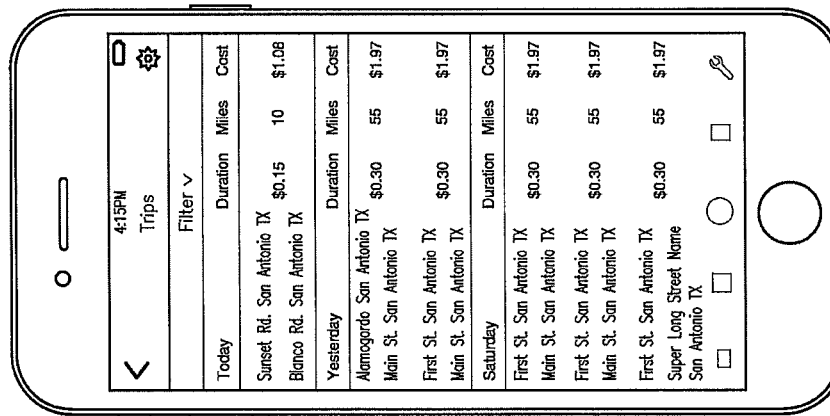 4:15PM
Trips
Filter
Today Duration Miles Cost
Sunset Rd. San Antonio TX
$0.15 10 $1.08
Blanco Rd. San Antonio TX
Yesterday Duration Miles Cost
Alamogordo San Antonio TX
$0.30 55 $1.97
Main St. San Antonio TX
First St. San Antonio TX
$0.30 55 $1.97
Main St. San Antonio TX
Saturday Duration Miles Cost
First St. San Antonio TX
$0.30 55 $1.97
Main St. San Antonio TX
First St. San Antonio TX
$0.30 55 $1.97
Main St. San Antonio TX
First St. San Antonio TX
$0.30 55 $1.97
Super Long Street Name
San Antonio TX